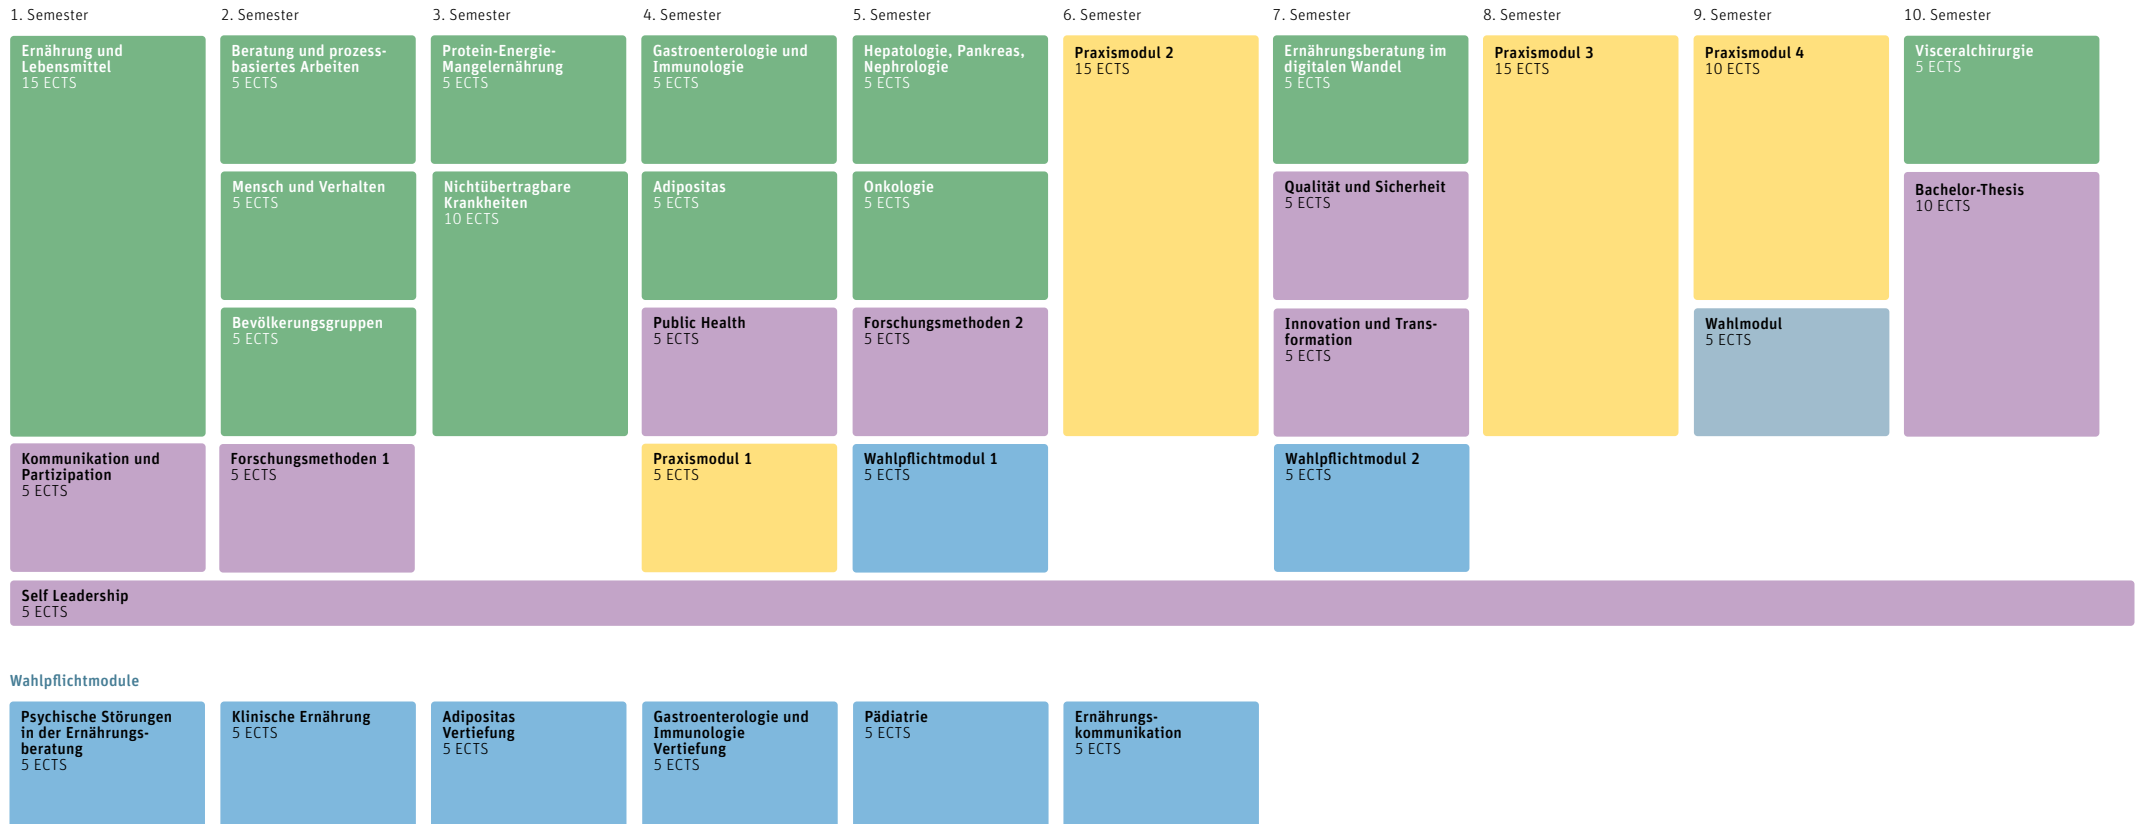 1. Semester
2. Semester
3. Semester
4. Semester
5. Semester
6. Semester
7. Semester
8. Semester
9. Semester
10. Semester
Ernährung und
Lebensmittel
15 ECTS
Beratung und prozess-
basiertes Arbeiten
5 ECTS
Protein-Energie-
Mangelernährung
5 ECTS
Gastroenterologie und
Immunologie
5 ECTS
Hepatologie, Pankreas,
Nephrologie
5 ECTS
Praxismodul 2
15 ECTS
Ernährungsberatung im
digitalen Wandel
5 ECTS
Praxismodul 3
15 ECTS
Praxismodul 4
10 ECTS
Visceralchirurgie
5 ECTS
Mensch und Verhalten
5 ECTS
Nichtübertragbare
Krankheiten
10 ECTS
Adipositas
5 ECTS
Onkologie
5 ECTS
Qualität und Sicherheit
5 ECTS
Bachelor-Thesis
10 ECTS
Bevölkerungsgruppen
5 ECTS
Public Health
5 ECTS
Forschungsmethoden 2
5 ECTS
Innovation und Trans-
formation
5 ECTS
Wahlmodul
5 ECTS
Kommunikation und
Partizipation
5 ECTS
Forschungsmethoden 1
5 ECTS
Praxismodul 1
5 ECTS
Wahlpflichtmodul 1
5 ECTS
Wahlpflichtmodul 2
5 ECTS
Self Leadership
5 ECTS
Wahlpflichtmodule
Psychische Störungen
in der Ernährungs-
beratung
5 ECTS
Klinische Ernährung
5 ECTS
Adipositas
Vertiefung
5 ECTS
Gastroenterologie und
Immunologie
Vertiefung
5 ECTS
Pädiatrie
5 ECTS
Ernährungs-
kommunikation
5 ECTS